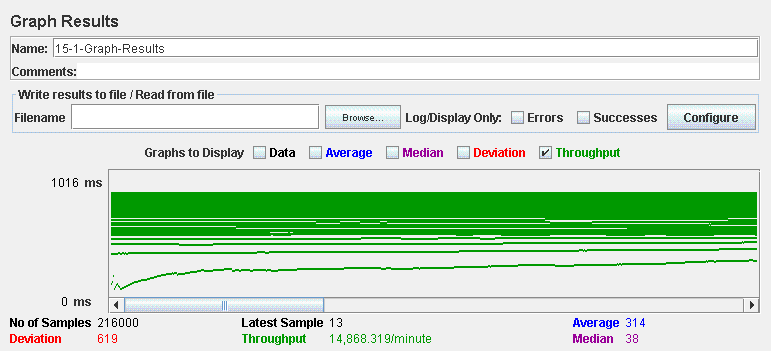 Graph Results
Name: 15-1-Graph-Results
Comments:
Write results to file / Read from file
Filename Browse... Log/Display Only: Errors Successes Configure
Graphs to Display Data Average Median Deviation Throughput
1016 ms
0 ms
No of Samples 216000 Latest Sample 13 Average 314
Deviation 619 Throughput 14,868.319/minute Median 38